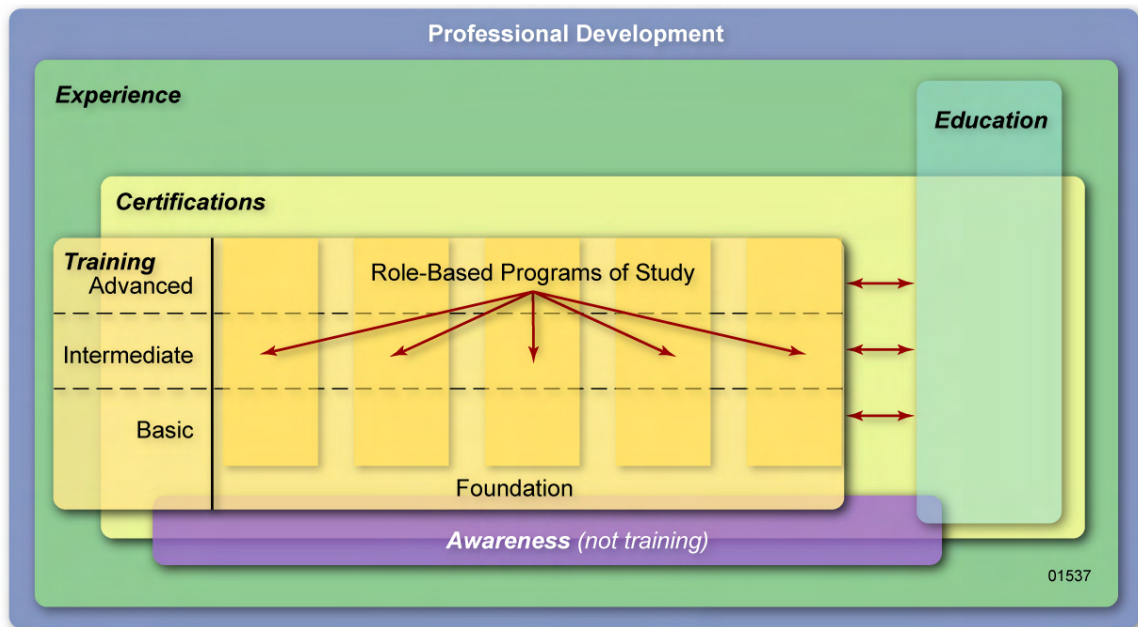 Professional Development
Experience
Education
Certifications
Training
Role-Based Programs of Study
Advanced
Intermediate
Basic
Foundation
Awareness (not training)
01537